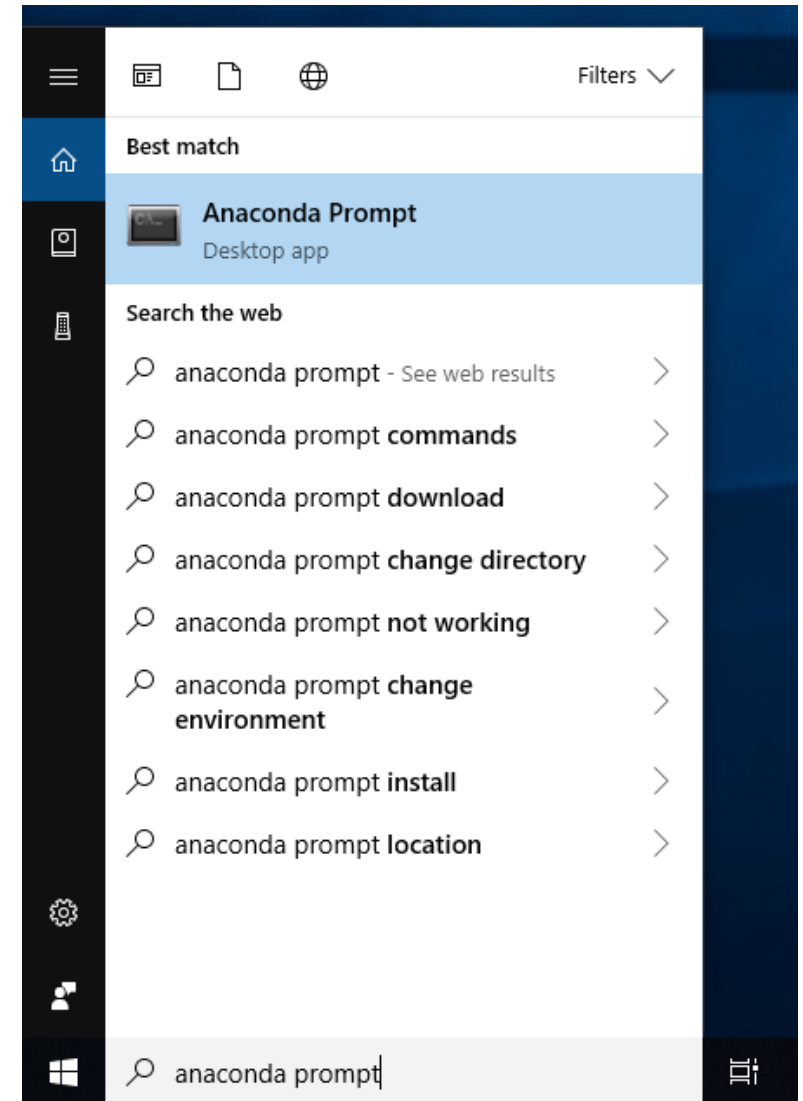 Filters
Best match
Anaconda Prompt
Desktop app
Search the web
anaconda prompt - See web results
anaconda prompt commands
anaconda prompt download
anaconda prompt change directory
anaconda prompt not working
anaconda prompt change
environment
anaconda prompt install
anaconda prompt location
anaconda prompt